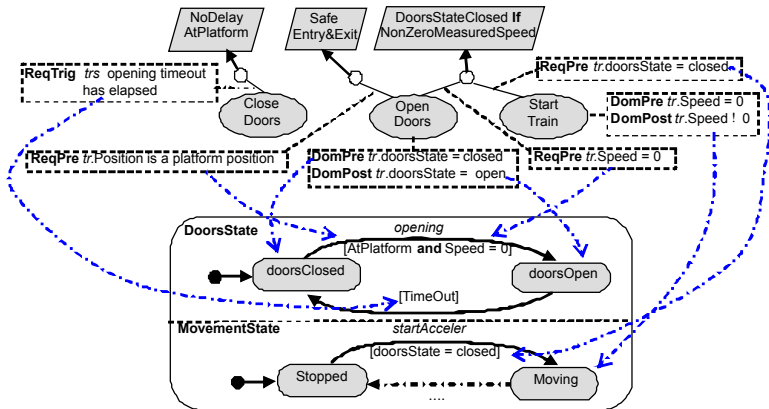 NoDelay
AtPlatform
Safe
Entry&Exit
DoorsStateClosed If
NonZeroMeasuredSpeed
ReqTrig trs opening timeout
has elapsed
Close
Doors
Open
Doors
Start
Train
ReqPre tr.doorsState = closed
DomPre tr.Speed = 0
DomPost tr.Speed ! 0
ReqPre tr.Position is a platform position
DomPre tr.doorsState = closed
DomPost tr.doorsState = open
ReqPre tr.Speed = 0
DoorsState
opening
[AtPlatform and Speed = 0]
doorsClosed
doorsOpen
[TimeOut]
MovementState
startAcceler
[doorsState = closed]
Stopped
Moving
....